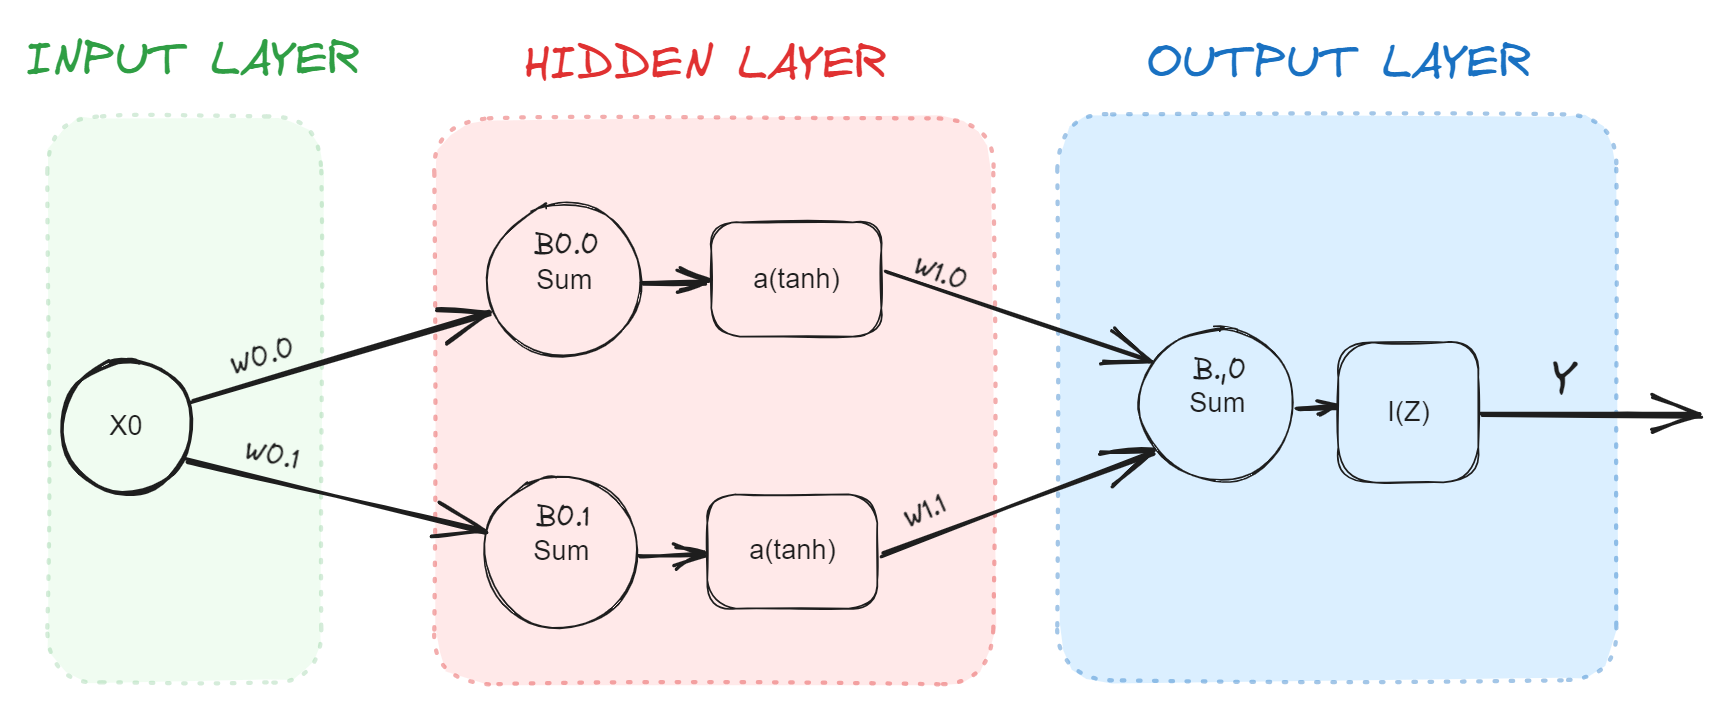 INPUT LAYER
HIDDEN LAYER
OUTPUT LAYER
X0
w0.0
w0.1
B0.0
Sum
a(tanh)
B0.1
Sum
a(tanh)
w1.0
w1.1
B.,0
Sum
I(Z)
Y